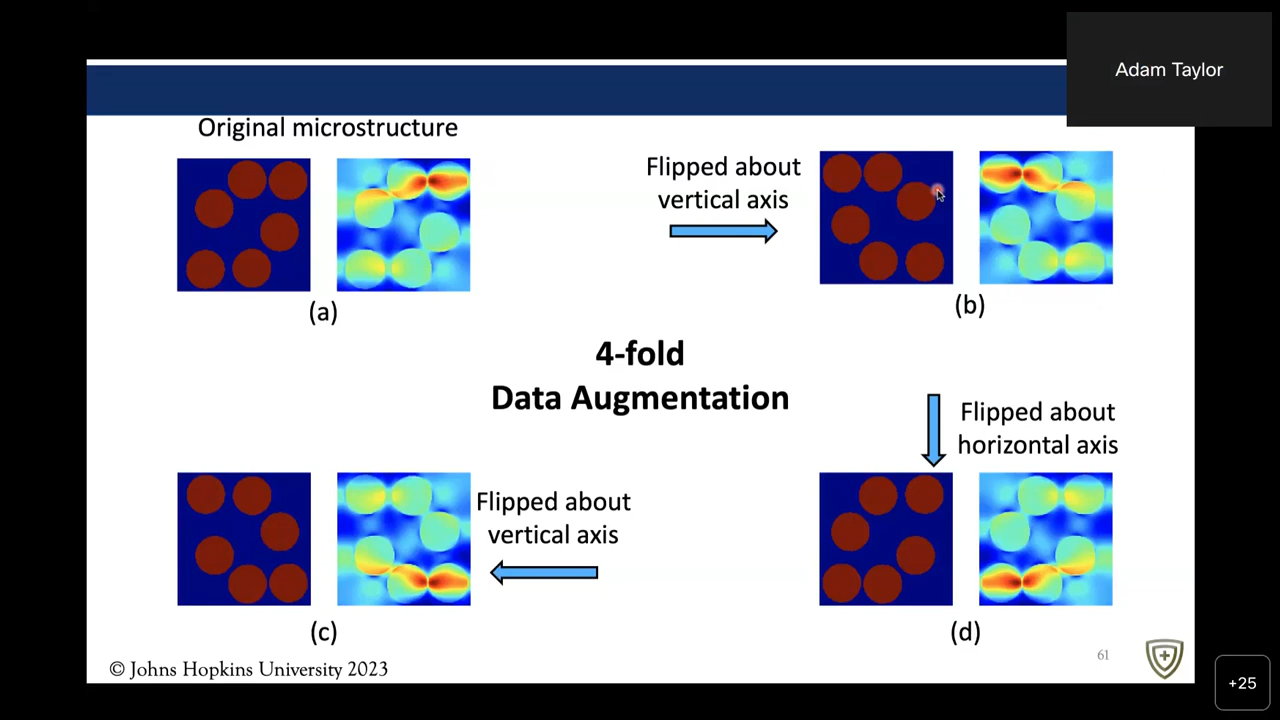 Adam Taylor
Original microstructure
Flipped about
vertical axis
(a)
(b)
4-fold
Data Augmentation
Flipped about
horizontal axis
Flipped about
vertical axis
(c)
(d)
© Johns Hopkins University 2023
61
+25